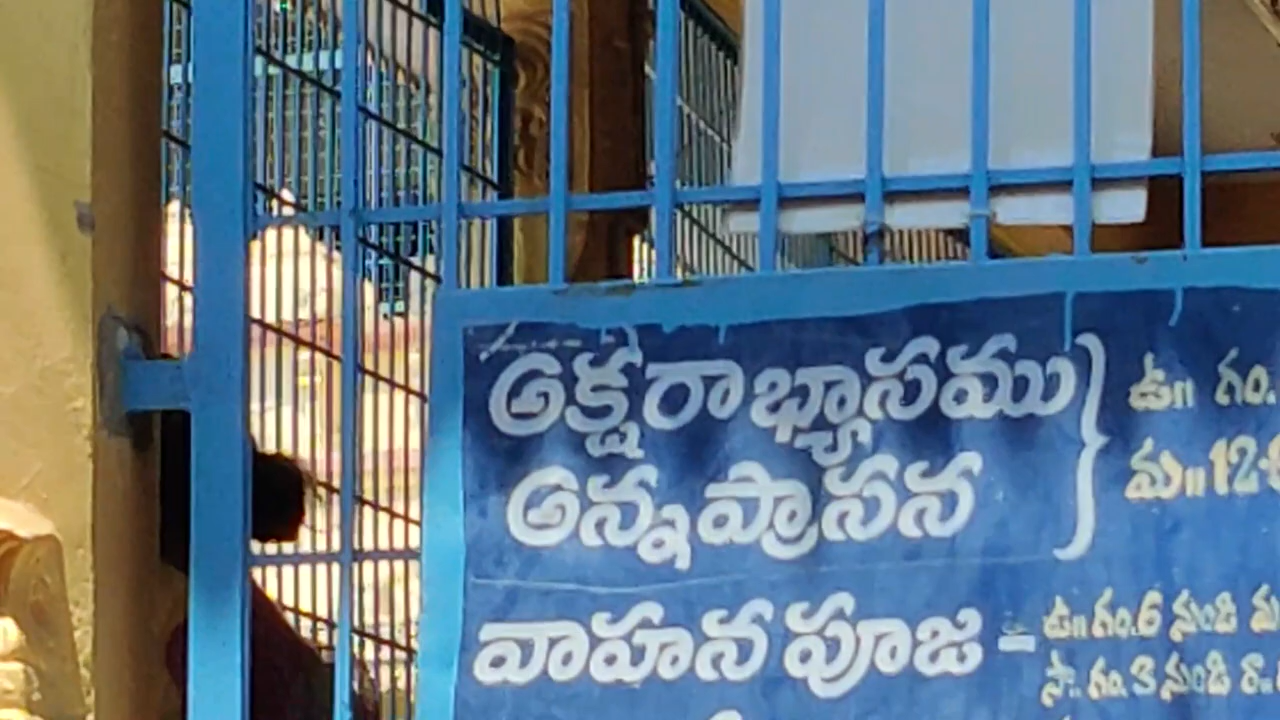 అక్షరాభ్యాసము } ఉ॥ గం.
అన్నప్రాసన మ॥ 12-
వాహన పూజ = ఉ॥ గం. 6 నుండి మ
సా. గం. 3 నుండి రా.